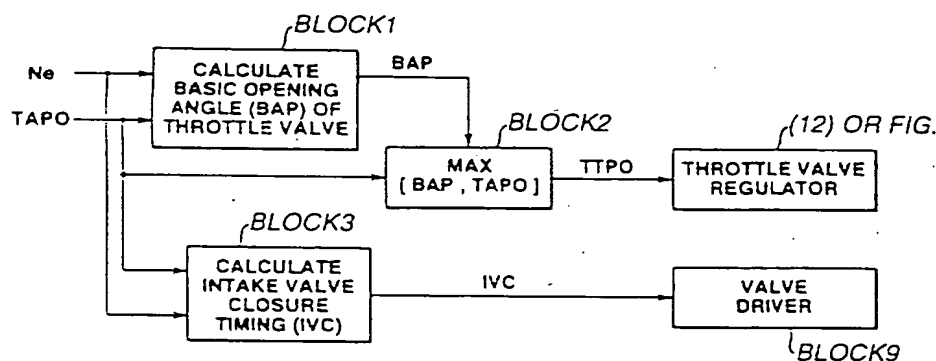 BLOCK1
Ne
TAPO
CALCULATE
BASIC OPENING
ANGLE (BAP) OF
THROTTLE VALVE
BAP
BLOCK2
MAX
[ BAP , TAPO ]
TTPO
(12) OR FIG.
THROTTLE VALVE
REGULATOR
BLOCK3
CALCULATE
INTAKE VALVE
CLOSURE
TIMING (IVC)
IVC
VALVE
DRIVER
BLOCK9